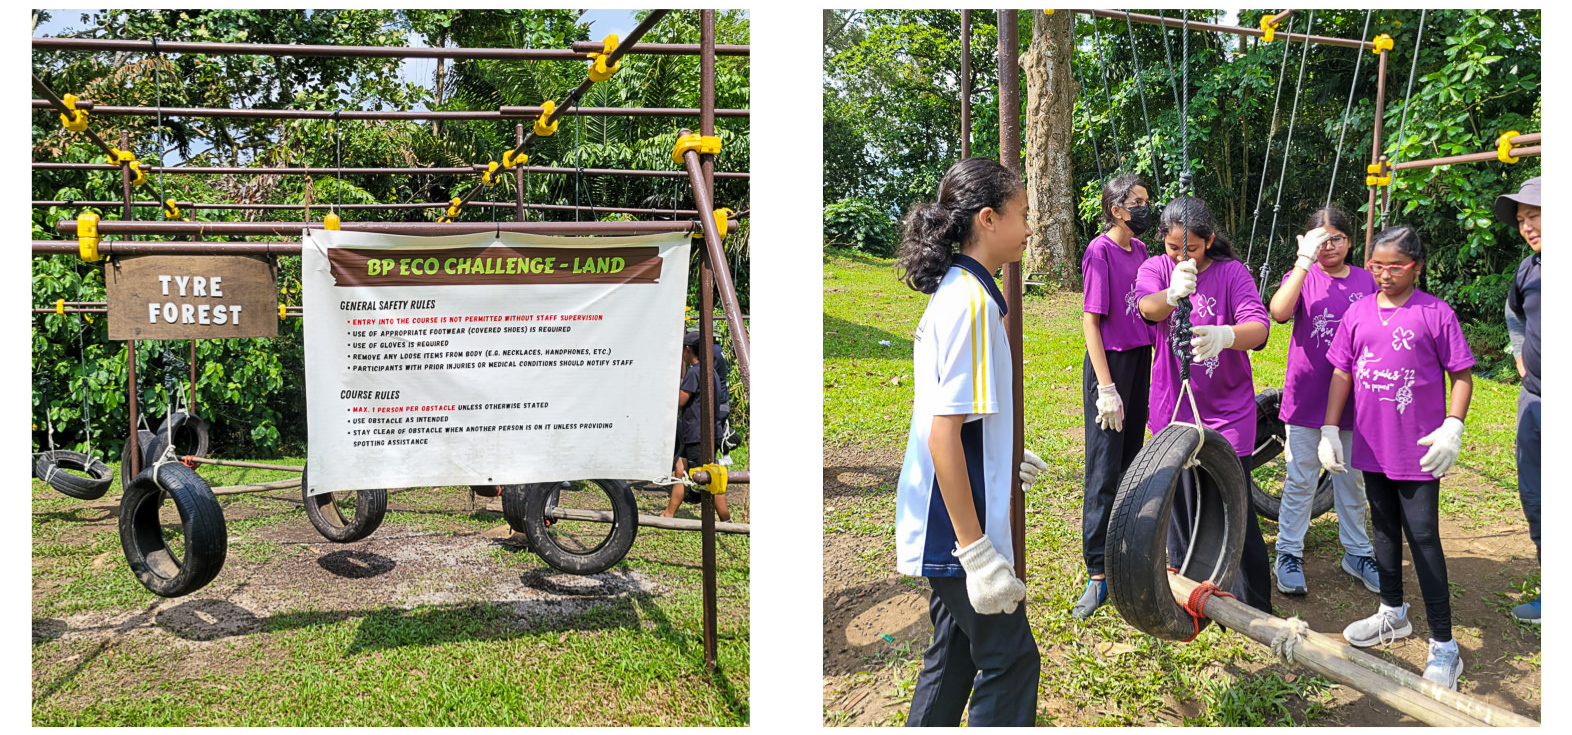 TYRE
FOREST
BP ECO CHALLENGE - LAND
GENERAL SAFETY RULES
• ENTRY INTO THE COURSE IS NOT PERMITTED WITHOUT STAFF SUPERVISION
• USE OF APPROPRIATE FOOTWEAR (COVERED SHOES) IS REQUIRED
• USE OF GLOVES IS REQUIRED
• REMOVE ANY LOOSE ITEMS FROM BODY (E.G. NECKLACES, HANDPHONES, ETC.)
• PARTICIPANTS WITH PRIOR INJURIES OR MEDICAL CONDITIONS SHOULD NOTIFY STAFF
COURSE RULES
• MAX. 1 PERSON PER OBSTACLE UNLESS OTHERWISE STATED
• USE OBSTACLE AS INTENDED
• STAY CLEAR OF OBSTACLE WHEN ANOTHER PERSON IS ON IT UNLESS PROVIDING
SPOTTING ASSISTANCE
guides '22